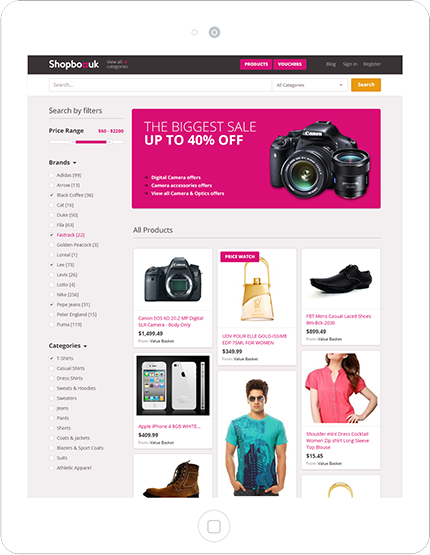 Shopbox.uk
View all
categories
PRODUCTS
VOUCHERS
Blog
Sign In
Register
Search...
All Categories
Search
Search by filters
Price Range
$50 - $2200
Brands
Adidas [99]
Arrow [13]
Black Coffee [36]
Cat [16]
Duke [50]
Fila [63]
Fastrack [22]
Golden Peacock [3]
Loreal [1]
Lee [73]
Levis [26]
Lotto [4]
Nike [256]
Pepe Jeans [31]
Peter England [15]
Puma [119]
Categories
T-Shirts
Casual Shirts
Dress Shirts
Sweats & Hoodies
Sweaters
Jeans
Pants
Shorts
Coats & Jackets
Blazers & Sport Coats
Suits
Athletic Apparel
THE BIGGEST SALE
UP TO 40% OFF
Digital Camera offers
Camera accessories offers
View all Camera & Optics offers
Canon
All Products
Canon EOS 6D 20.2 MP Digital
SLR Camera - Body Only
$1,499.49
From: Value Basket
Apple iPhone 4 8GB WHITE...
$409.99
From: Value Basket
PRICE WATCH
UDV POUR ELLE GOLD-ISSIME
EDP 75ML FOR WOMEN
$349.99
From: Value Basket
FBT Mens Casual Laced Shoes
$899.49
From: Value Basket
Shoulder mini Dress Cocktail
Women Zip shirt Long Sleeve
Top Blouse
$15.45
From: Value Basket